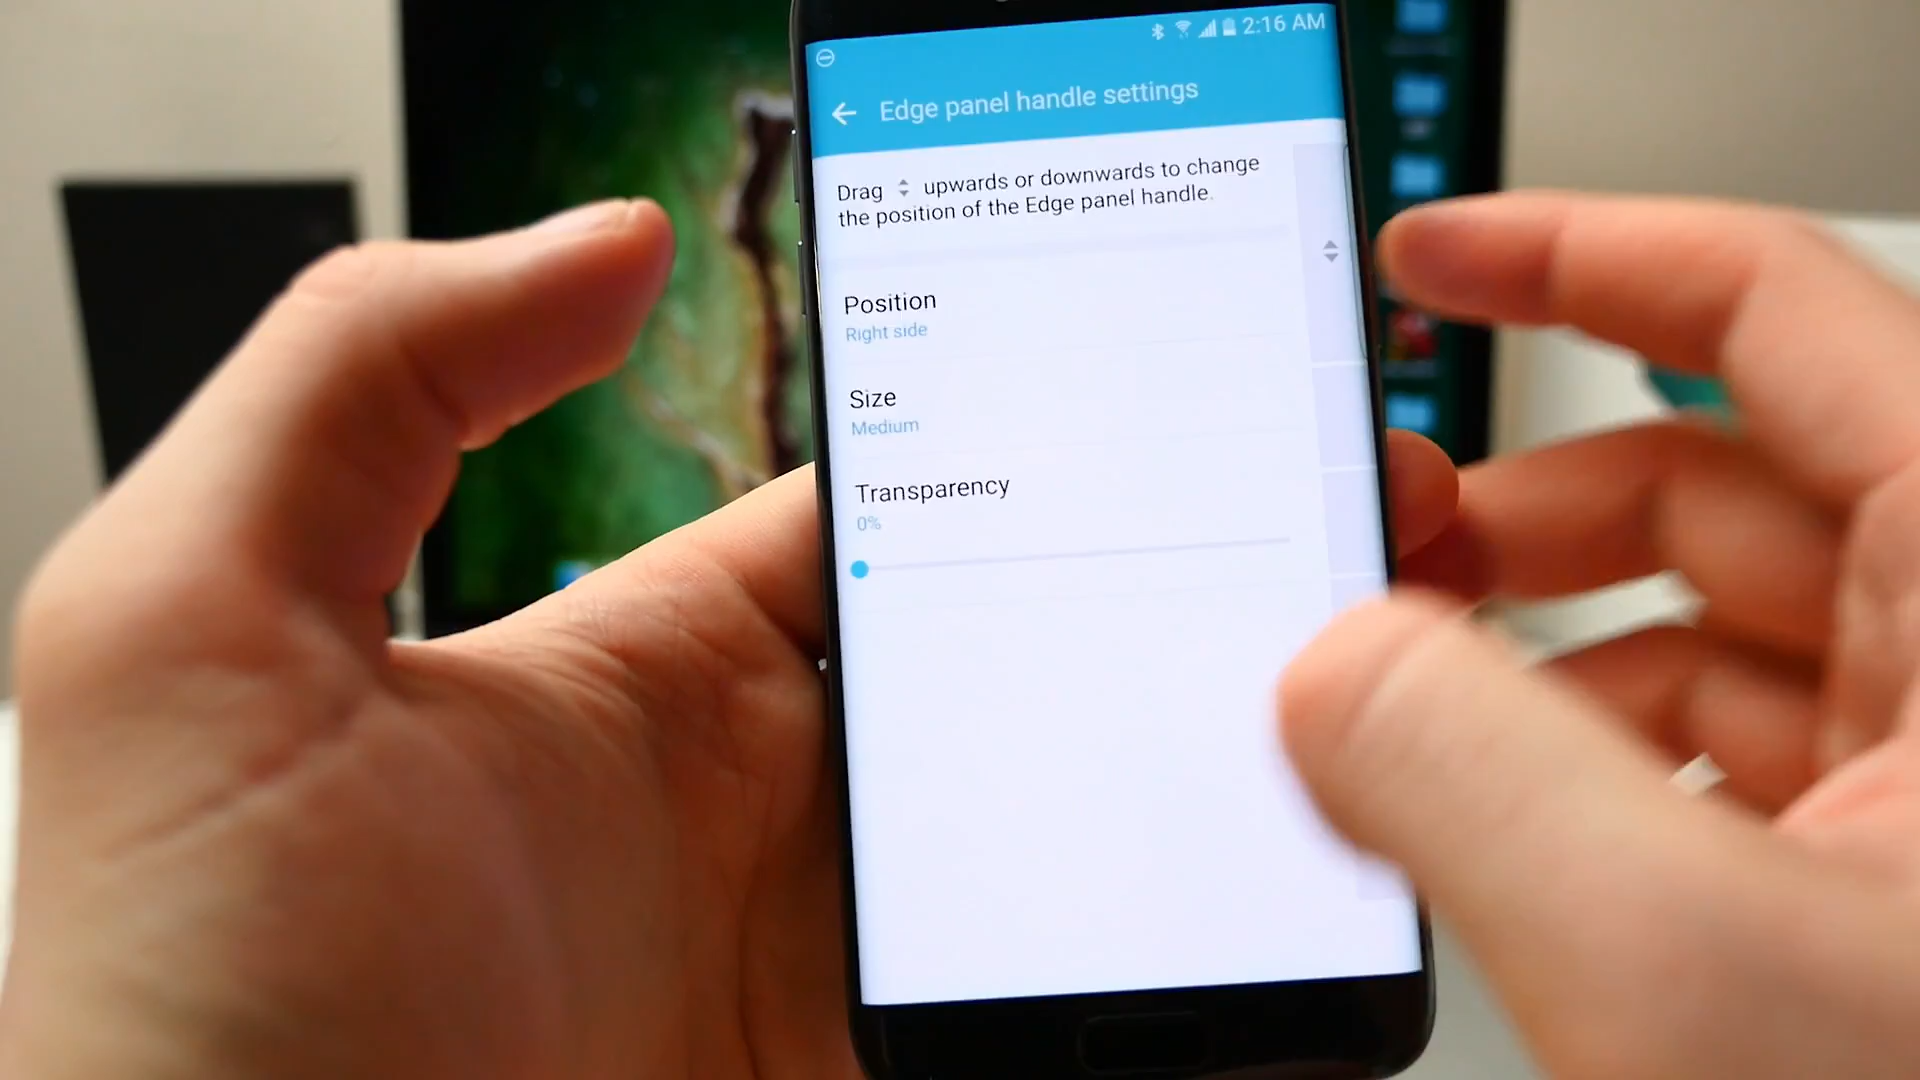 2:16 AM
Edge panel handle settings
Drag upwards or downwards to change
the position of the Edge panel handle.
Position
Right side
Size
Medium
Transparency
0%